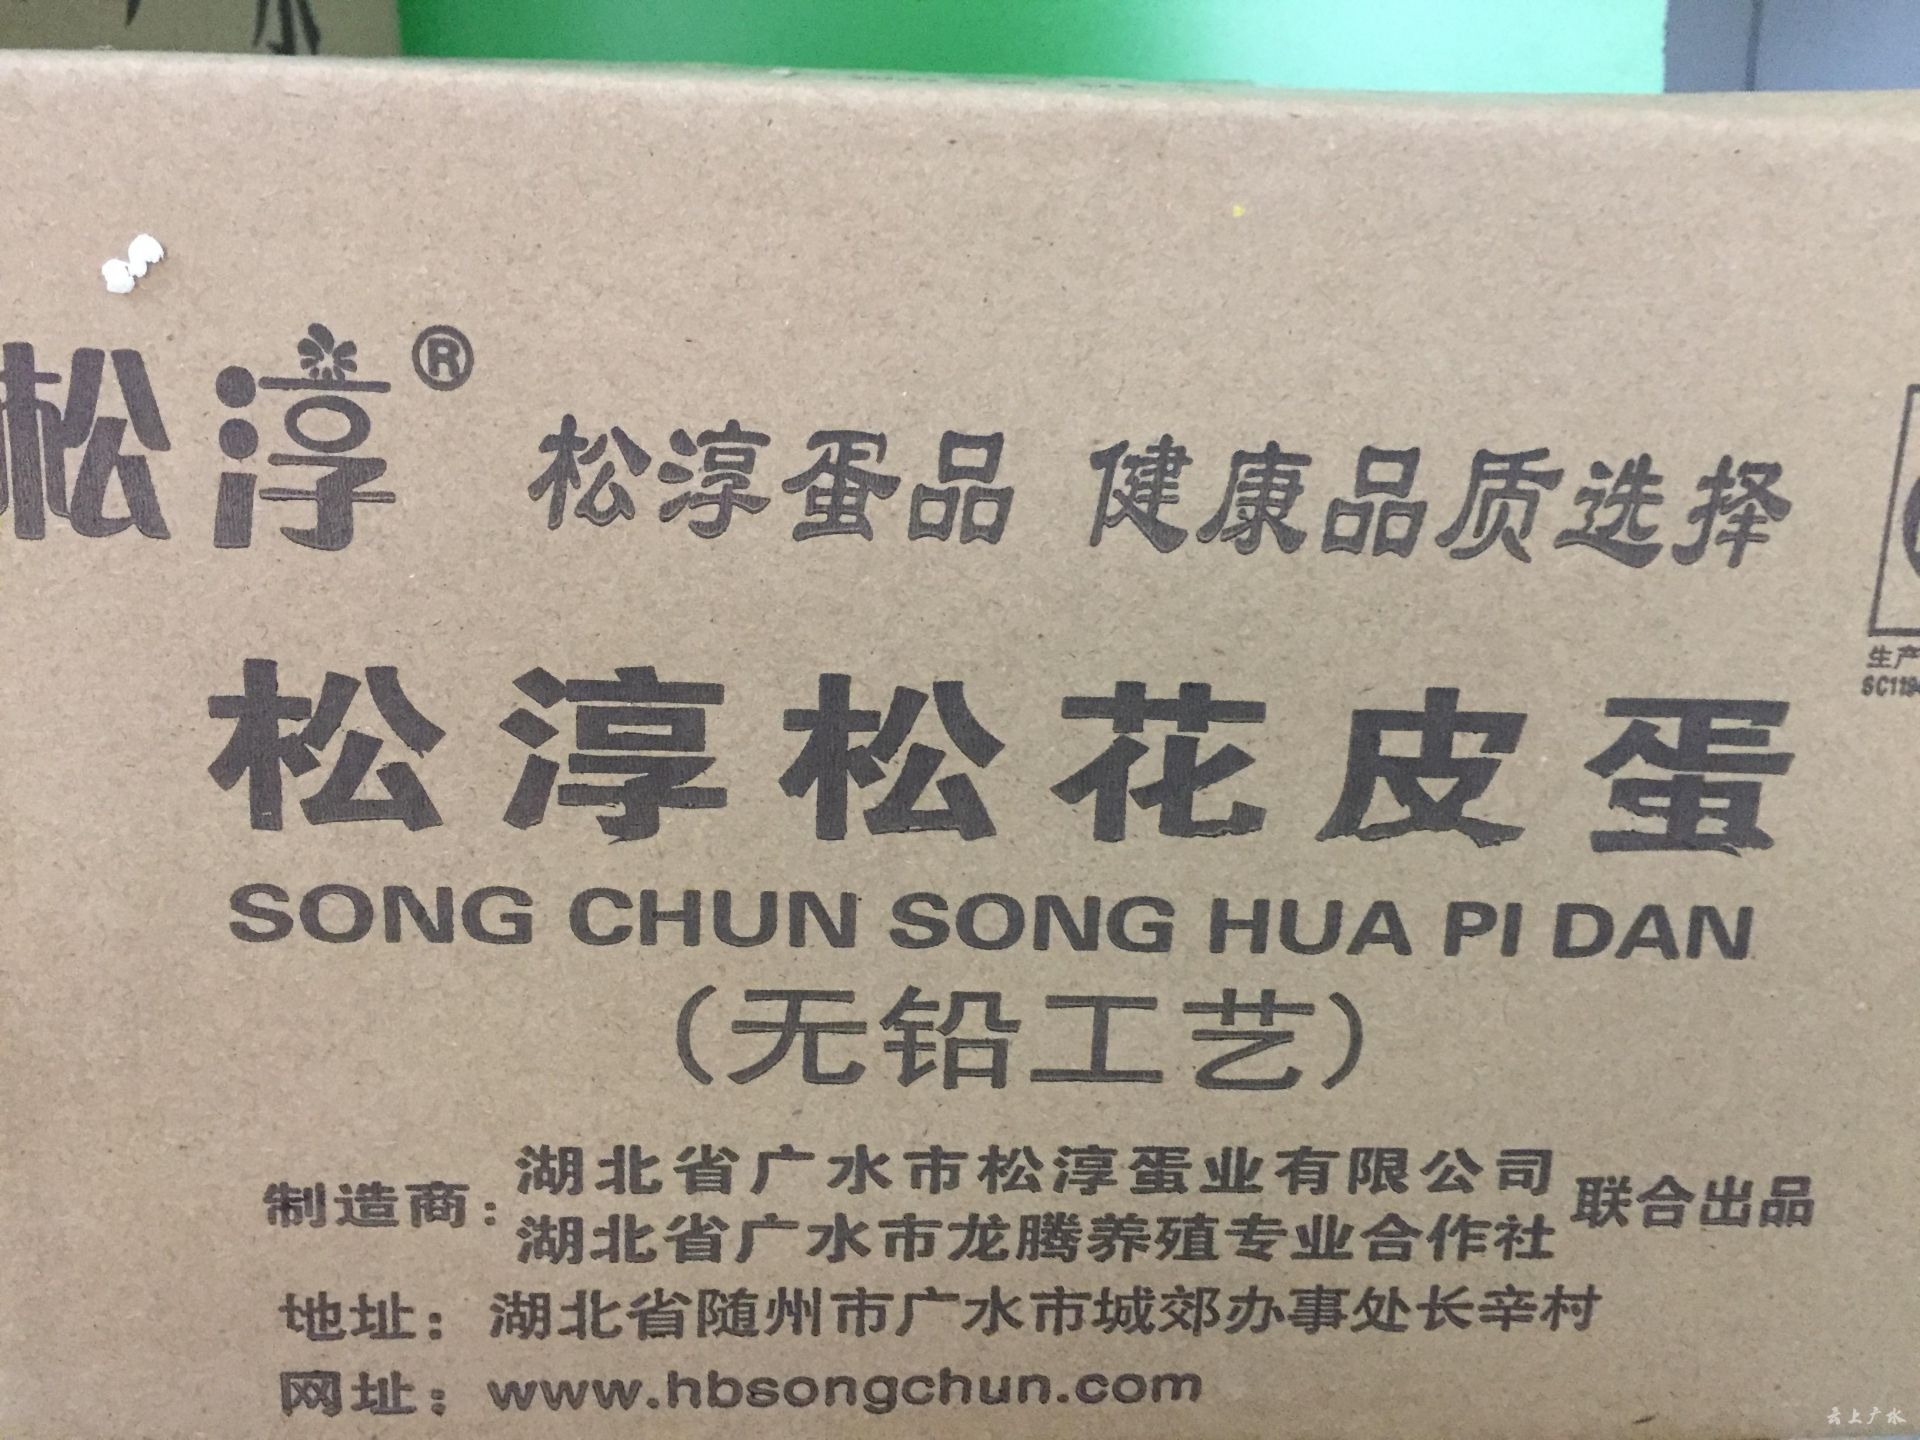 松淳®
松淳蛋品 健康品质选择
生产
SC119
松淳松花皮蛋
SONG CHUN SONG HUA PI DAN
（无铅工艺）
制造商：湖北省广水市松淳蛋业有限公司
湖北省广水市龙腾养殖专业合作社
联合出品
地址：湖北省随州市广水市城郊办事处长辛村
网址：www.hbsongchun.com
云上广水